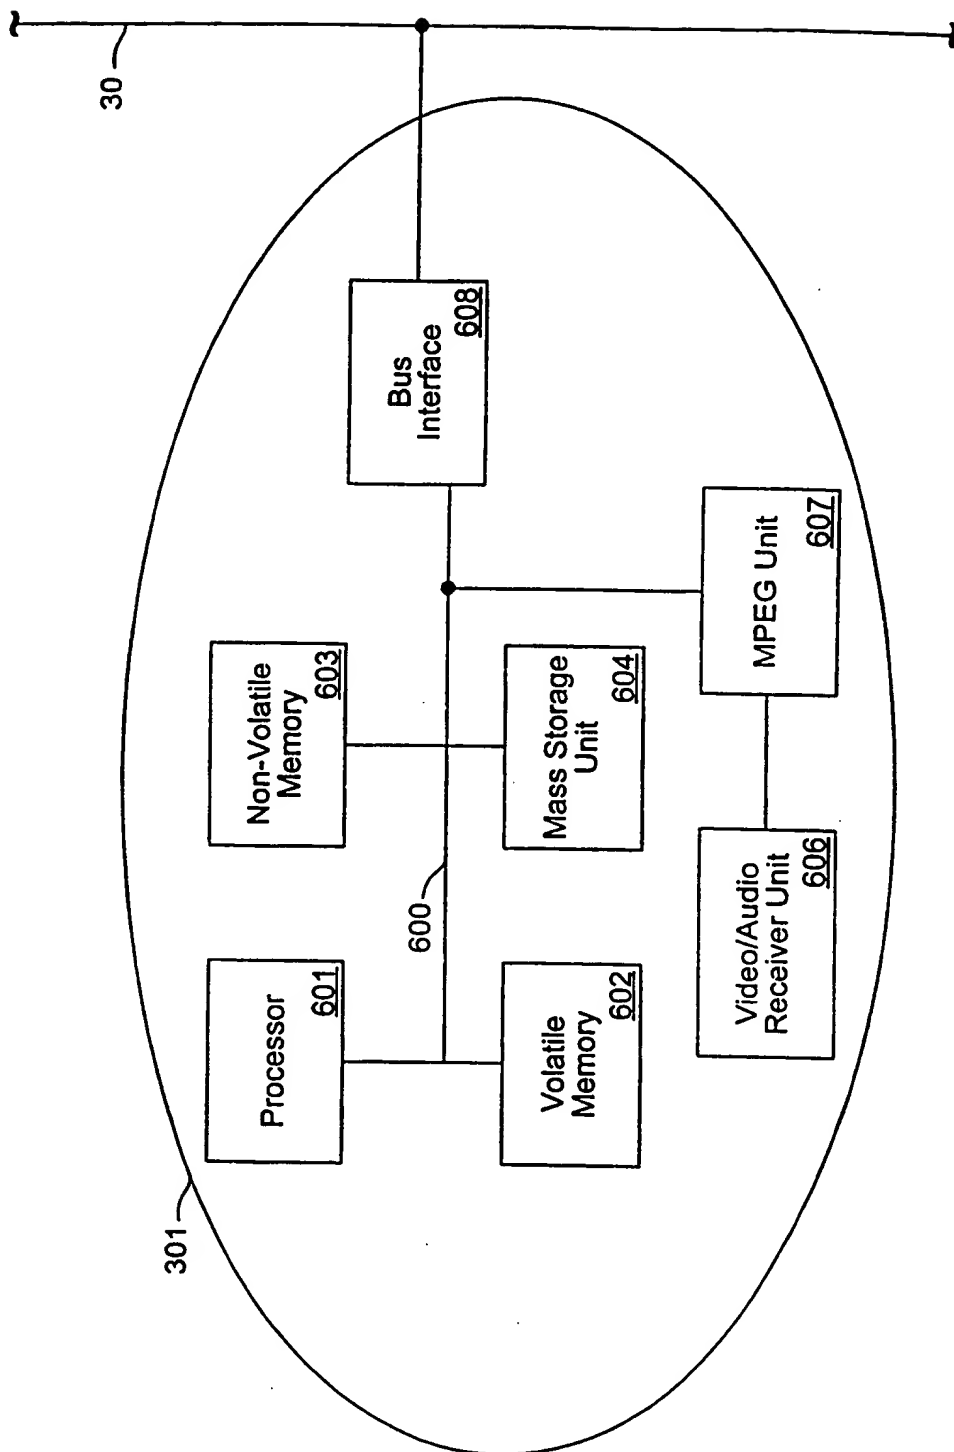 30
301
Processor
601
Non-Volatile
Memory
603
Bus
Interface
608
600
Volatile
Memory
602
Mass Storage
Unit
604
Video/Audio
Receiver Unit
606
MPEG Unit
607